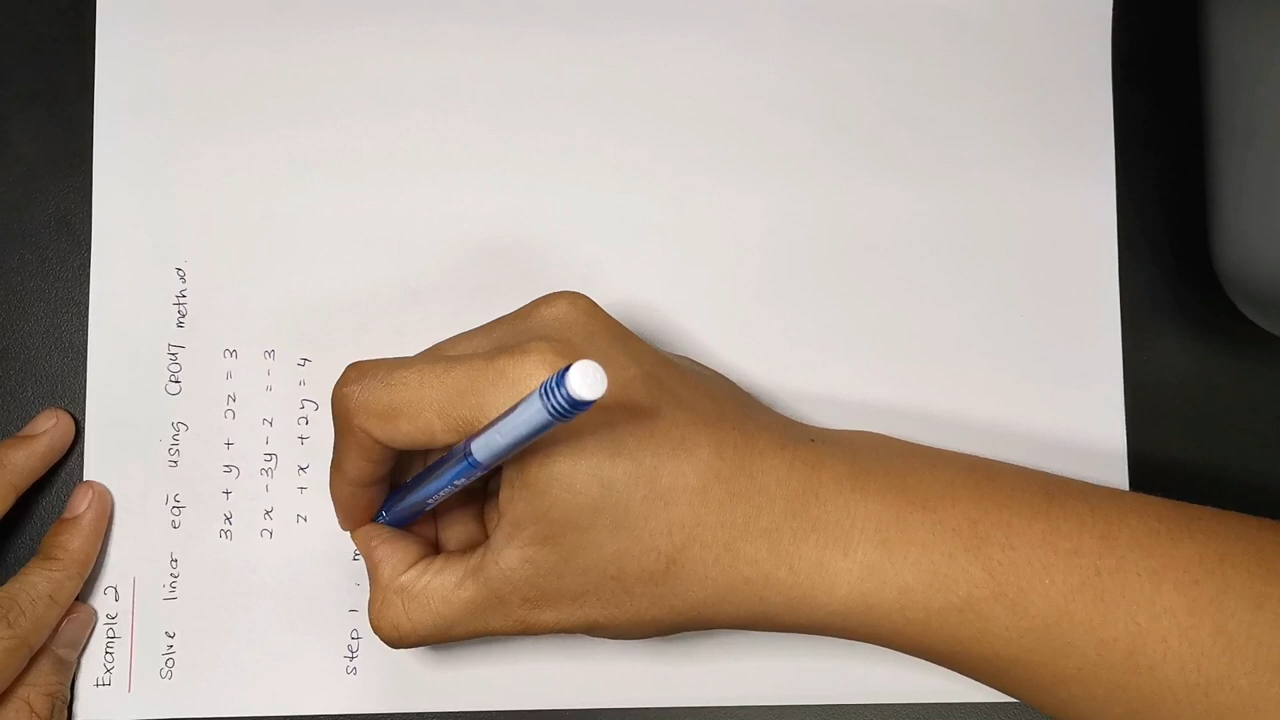 Example 2
Solve linear eqn using CROUT method.
3x + y + 2z = 3
2x - 3y - z = -3
z + x + 2y = 4
step 1 : m